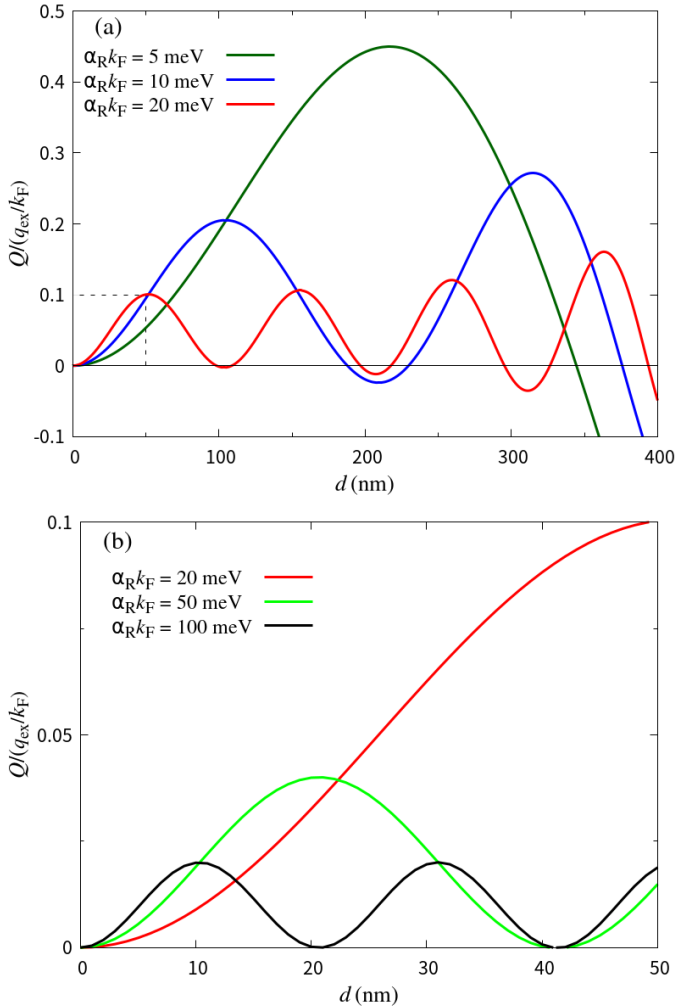 (a)
αRkF = 5 meV
αRkF = 10 meV
αRkF = 20 meV
0.5
0.4
0.3
0.2
0.1
0
-0.1
Q/(qex/kF)
0 100 200 300 400
d (nm)
(b)
αRkF = 20 meV
αRkF = 50 meV
αRkF = 100 meV
0.1
0.05
0
Q/(qex/kF)
0 10 20 30 40 50
d (nm)